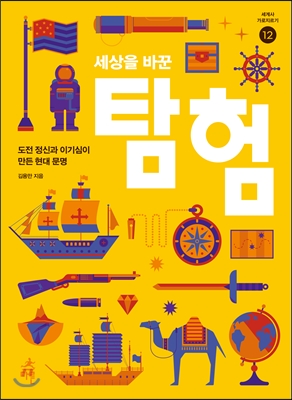 세계사
가로지르기
12
세상을 바꾼
탐험
도전 정신과 이기심이
만든 현대 문명
김용만 지음